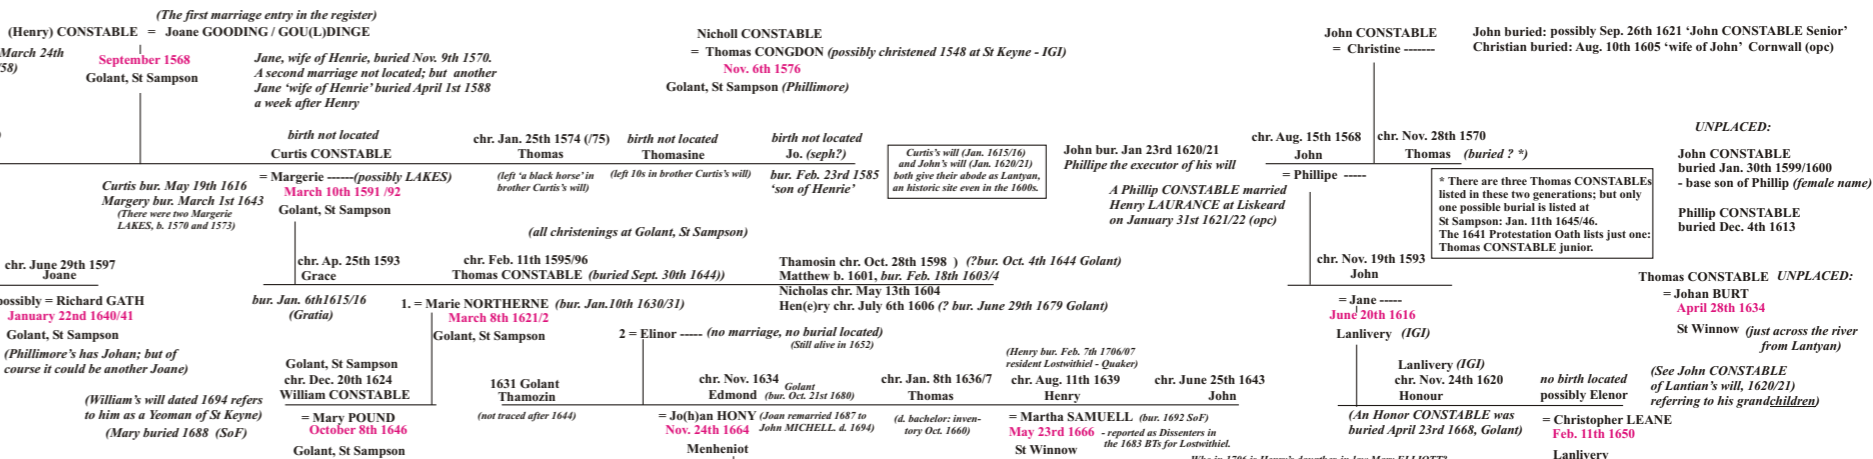 (The first marriage entry in the register)
(Henry) CONSTABLE = Joane GOODING / GOU(L)DINGE
March 24th
/58)
September 1568
Golant, St Sampson
Jane, wife of Henrie, buried Nov. 9th 1570.
A second marriage not located; but another
Jane ‘wife of Henrie’ buried April 1st 1588
a week after Henry
Nicholl CONSTABLE
= Thomas CONGDON (possibly christened 1548 at St Keyne - IGI)
Nov. 6th 1576
Golant, St Sampson (Phillimore)
John CONSTABLE
= Christine -------
John buried: possibly Sep. 26th 1621 ‘John CONSTABLE Senior’
Christian buried: Aug. 10th 1605 ‘wife of John’ Cornwall (opc)
birth not located
Curtis CONSTABLE
= Margerie ------(possibly LAKES)
March 10th 1591 /92
Golant, St Sampson
Curtis bur. May 19th 1616
Margery bur. March 1st 1643
(There were two Margerie
LAKES, b. 1570 and 1573)
chr. Jan. 25th 1574 (/75)
Thomas
(left ‘a black horse’ in
brother Curtis’s will)
birth not located
Thomasine
(left 10s in brother Curtis’s will)
birth not located
Jo. (seph?)
bur. Feb. 23rd 1585
‘son of Henrie’
Curtis’s will (Jan. 1615/16)
and John’s will (Jan. 1620/21)
both give their abode as Lantyan,
an historic site even in the 1600s.
John bur. Jan 23rd 1620/21
Phillipe the executor of his will
A Phillip CONSTABLE married
Henry LAURANCE at Liskeard
on January 31st 1621/22 (opc)
chr. Aug. 15th 1568
John
= Phillipe -----
chr. Nov. 28th 1570
Thomas (buried ? *)
* There are three Thomas CONSTABLEs
listed in these two generations; but only
one possible burial is listed at
St Sampson: Jan. 11th 1645/46.
The 1641 Protestation Oath lists just one:
Thomas CONSTABLE junior.
UNPLACED:
John CONSTABLE
buried Jan. 30th 1599/1600
- base son of Phillip (female name)
Phillip CONSTABLE
buried Dec. 4th 1613
(all christenings at Golant, St Sampson)
chr. June 29th 1597
Joane
possibly = Richard GATH
January 22nd 1640/41
Golant, St Sampson
(Phillimore’s has Johan; but of
course it could be another Joane)
chr. Ap. 25th 1593
Grace
bur. Jan. 6th1615/16
(Gratia)
chr. Feb. 11th 1595/96
Thomas CONSTABLE (buried Sept. 30th 1644))
1. = Marie NORTHERNE (bur. Jan.10th 1630/31)
March 8th 1621/2
Golant, St Sampson
2 = Elinor ----- (no marriage, no burial located)
(Still alive in 1652)
Thamosin chr. Oct. 28th 1598 ) (?bur. Oct. 4th 1644 Golant)
Matthew b. 1601, bur. Feb. 18th 1603/4
Nicholas chr. May 13th 1604
Hen(e)ry chr. July 6th 1606 (? bur. June 29th 1679 Golant)
chr. Nov. 19th 1593
John
= Jane -----
June 20th 1616
Lanlivery (IGI)
Thomas CONSTABLE UNPLACED:
= Johan BURT
April 28th 1634
St Winnow (just across the river
from Lantyan)
Golant, St Sampson
chr. Dec. 20th 1624
William CONSTABLE
(William’s will dated 1694 refers
to him as a Yeoman of St Keyne)
(Mary buried 1688 (SoF)
= Mary POUND
October 8th 1646
Golant, St Sampson
1631 Golant
Thamozin
(not traced after 1644)
chr. Nov. 1634
Edmond
Golant
(bur. Oct. 21st 1680)
= Jo(h)an HONY (Joan remarried 1687 to
John MICHELL. d. 1694)
Nov. 24th 1664
Menheniot
chr. Jan. 8th 1636/7
Thomas
(d. bachelor: inven-
tory Oct. 1660)
(Henry bur. Feb. 7th 1706/07
resident Lostwithiel - Quaker)
chr. Aug. 11th 1639
Henry
= Martha SAMUELL (bur. 1692 SoF)
May 23rd 1666 - reported as Dissenters in
the 1683 BTs for Lostwithiel.
St Winnow
chr. June 25th 1643
John
Lanlivery (IGI)
chr. Nov. 24th 1620
Honour
(An Honor CONSTABLE was
buried April 23rd 1668, Golant)
no birth located
possibly Elenor
= Christopher LEANE
Feb. 11th 1650
Lanlivery
(See John CONSTABLE
of Lantian’s will, 1620/21)
referring to his grandchildren)